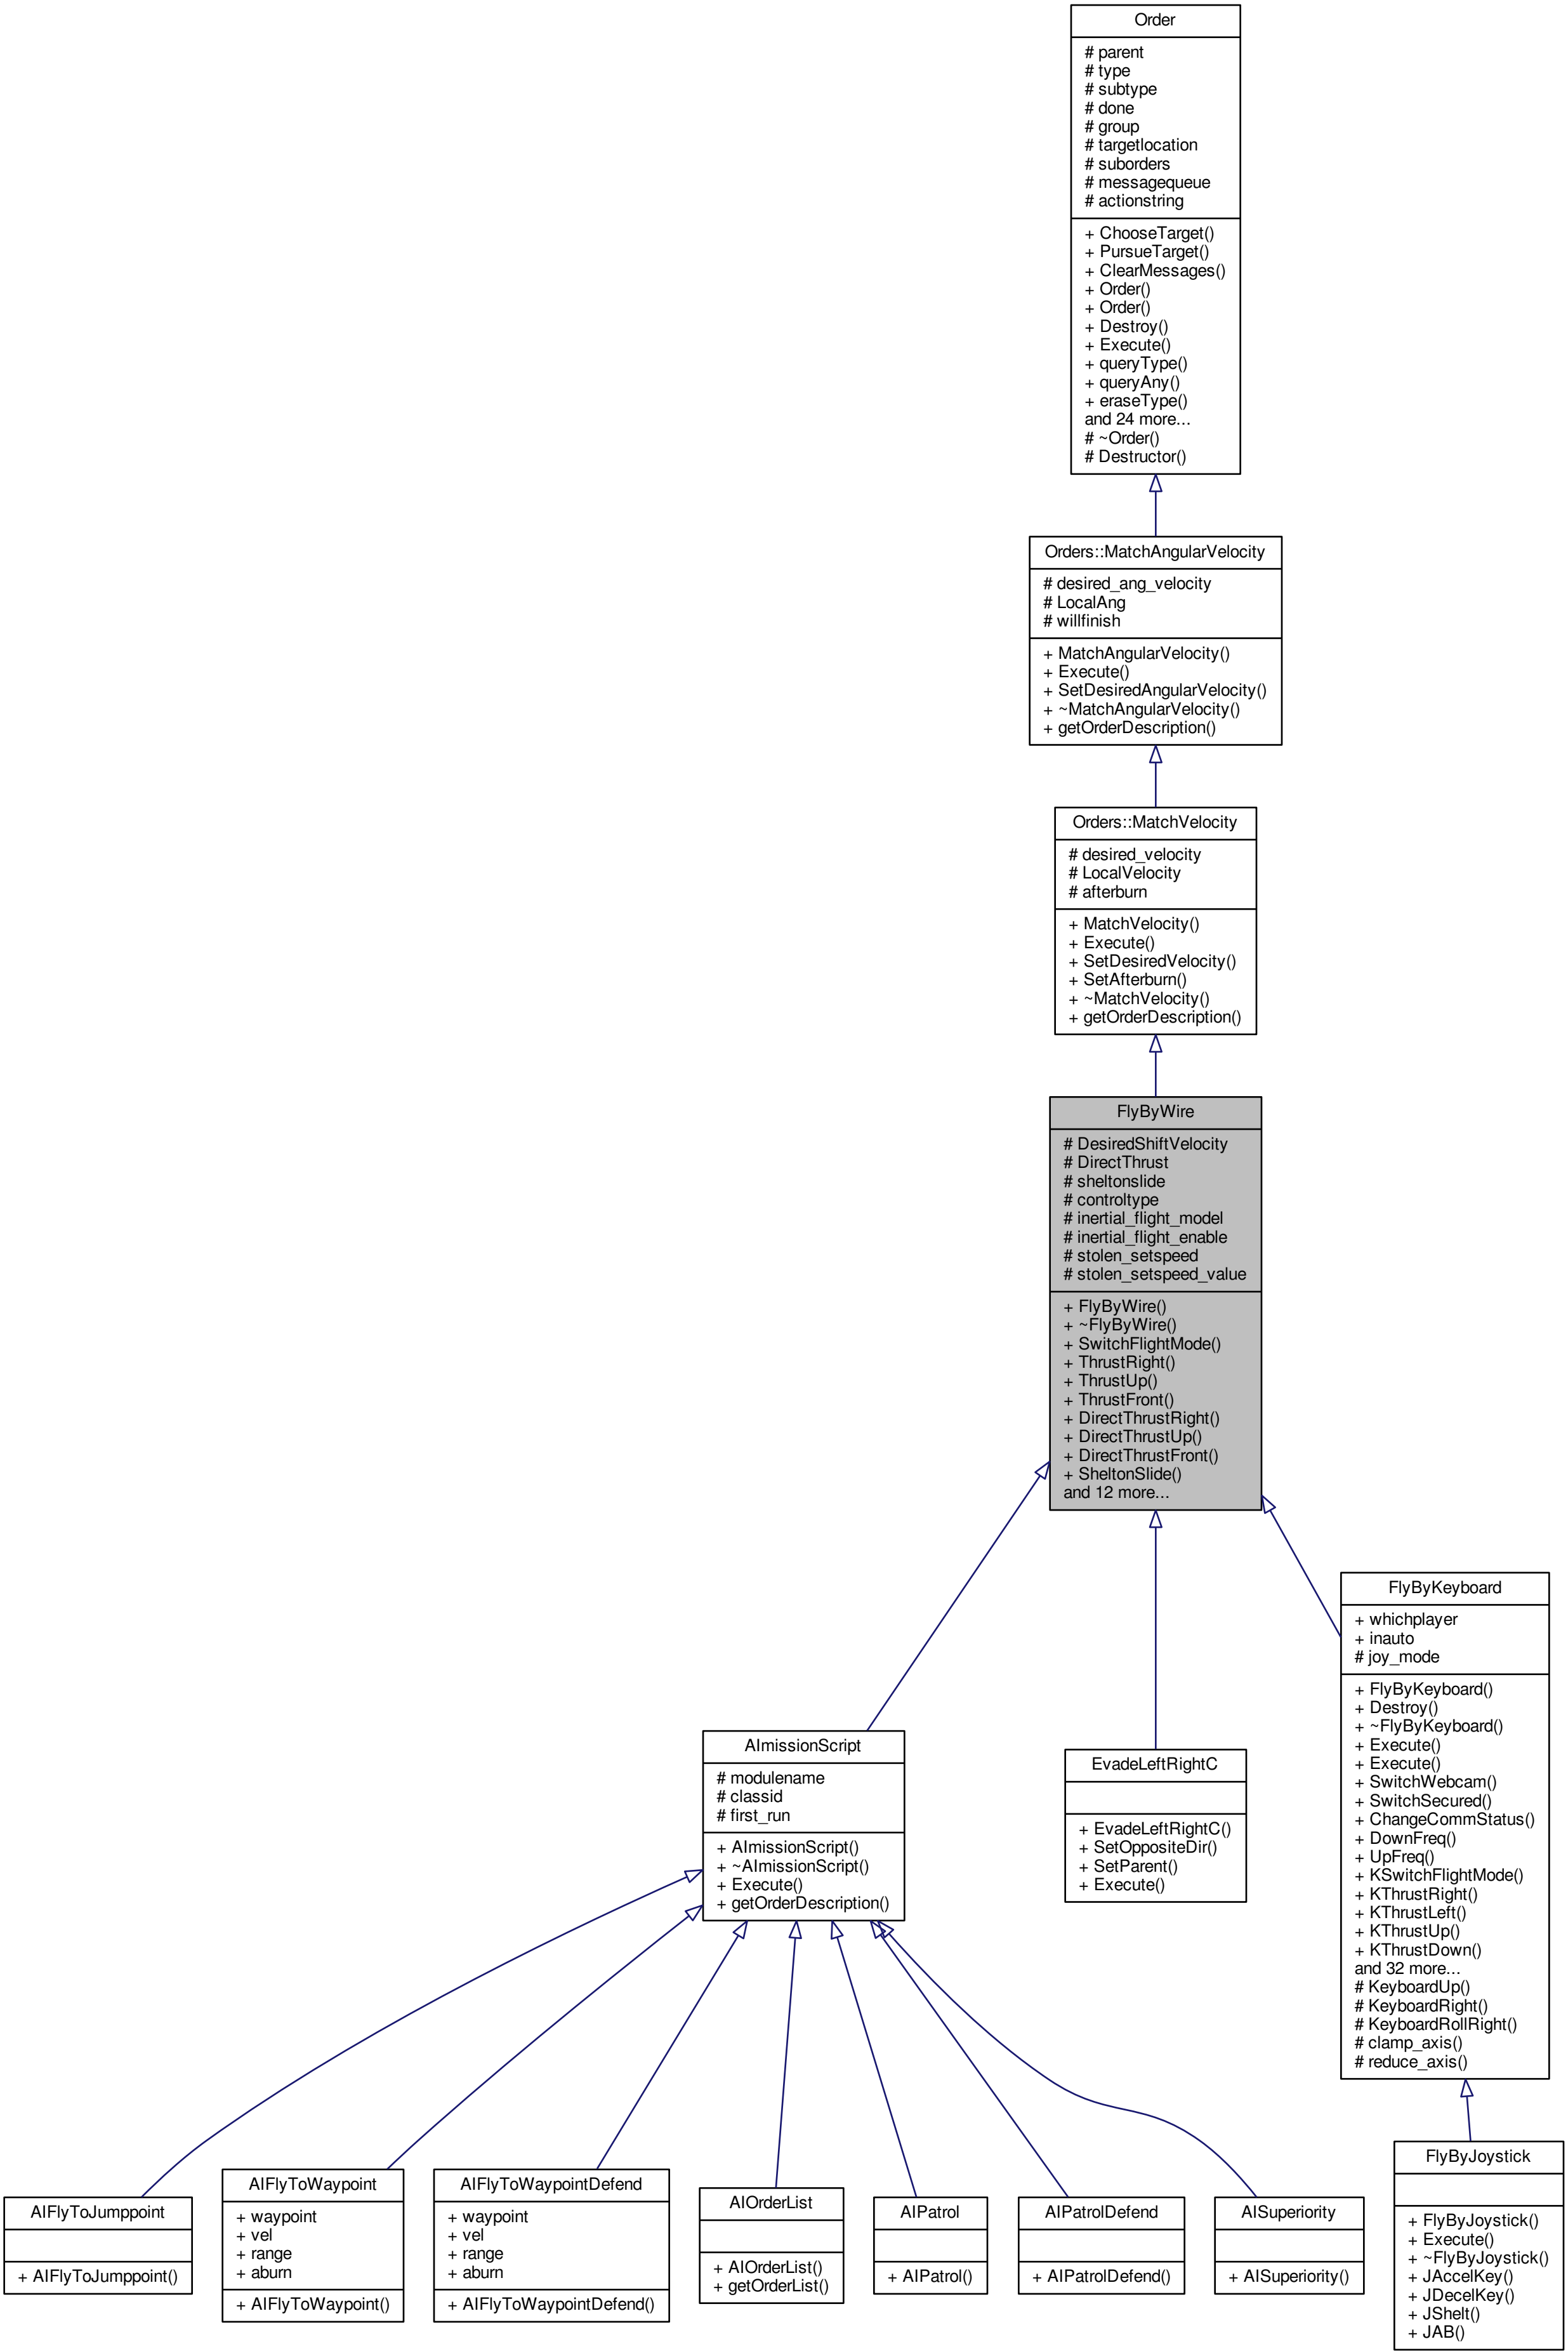 Order
# parent
# type
# subtype
# done
# group
# targetlocation
# suborders
# messagequeue
# actionstring
+ ChooseTarget()
+ PursueTarget()
+ ClearMessages()
+ Order()
+ Order()
+ Destroy()
+ Execute()
+ queryType()
+ queryAny()
+ eraseType()
and 24 more...
# ~Order()
# Destructor()
Orders::MatchAngularVelocity
# desired_ang_velocity
# LocalAng
# willfinish
+ MatchAngularVelocity()
+ Execute()
+ SetDesiredAngularVelocity()
+ ~MatchAngularVelocity()
+ getOrderDescription()
Orders::MatchVelocity
# desired_velocity
# LocalVelocity
# afterburn
+ MatchVelocity()
+ Execute()
+ SetDesiredVelocity()
+ SetAfterburn()
+ ~MatchVelocity()
+ getOrderDescription()
FlyByWire
# DesiredShiftVelocity
# DirectThrust
# sheltonslide
# controltype
# inertial_flight_model
# inertial_flight_enable
# stolen_setspeed
# stolen_setspeed_value
+ FlyByWire()
+ ~FlyByWire()
+ SwitchFlightMode()
+ ThrustRight()
+ ThrustUp()
+ ThrustFront()
+ DirectThrustRight()
+ DirectThrustUp()
+ DirectThrustFront()
+ SheltonSlide()
and 12 more...
AImissionScript
# modulename
# classid
# first_run
+ AImissionScript()
+ ~AImissionScript()
+ Execute()
+ getOrderDescription()
EvadeLeftRightC
+ EvadeLeftRightC()
+ SetOppositeDir()
+ SetParent()
+ Execute()
FlyByKeyboard
+ whichplayer
+ inauto
# joy_mode
+ FlyByKeyboard()
+ Destroy()
+ ~FlyByKeyboard()
+ Execute()
+ Execute()
+ SwitchWebcam()
+ SwitchSecured()
+ ChangeCommStatus()
+ DownFreq()
+ UpFreq()
+ KSwitchFlightMode()
+ KThrustRight()
+ KThrustLeft()
+ KThrustUp()
+ KThrustDown()
and 32 more...
# KeyboardUp()
# KeyboardRight()
# KeyboardRollRight()
# clamp_axis()
# reduce_axis()
AIFlyToJumppoint
+ AIFlyToJumppoint()
AIFlyToWaypoint
+ waypoint
+ vel
+ range
+ aburn
+ AIFlyToWaypoint()
AIFlyToWaypointDefend
+ waypoint
+ vel
+ range
+ aburn
+ AIFlyToWaypointDefend()
AIOrderList
+ AIOrderList()
+ getOrderList()
AIPatrol
+ AIPatrol()
AIPatrolDefend
+ AIPatrolDefend()
AISuperiority
+ AISuperiority()
FlyByJoystick
+ FlyByJoystick()
+ Execute()
+ ~FlyByJoystick()
+ JAccelKey()
+ JDecelKey()
+ JShelt()
+ JAB()